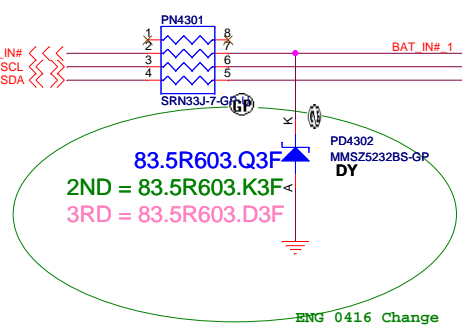 PN4301
1 8
_IN# 2 7 BAT_IN#_1
SCL 3 6
SDA 4 5
SRN33J-7-GP-U
GP
K
PD4302
83.5R603.Q3F MMSZ5232BS-GP
DY
2ND = 83.5R603.K3F A
3RD = 83.5R603.D3F
ENG 0416 Change